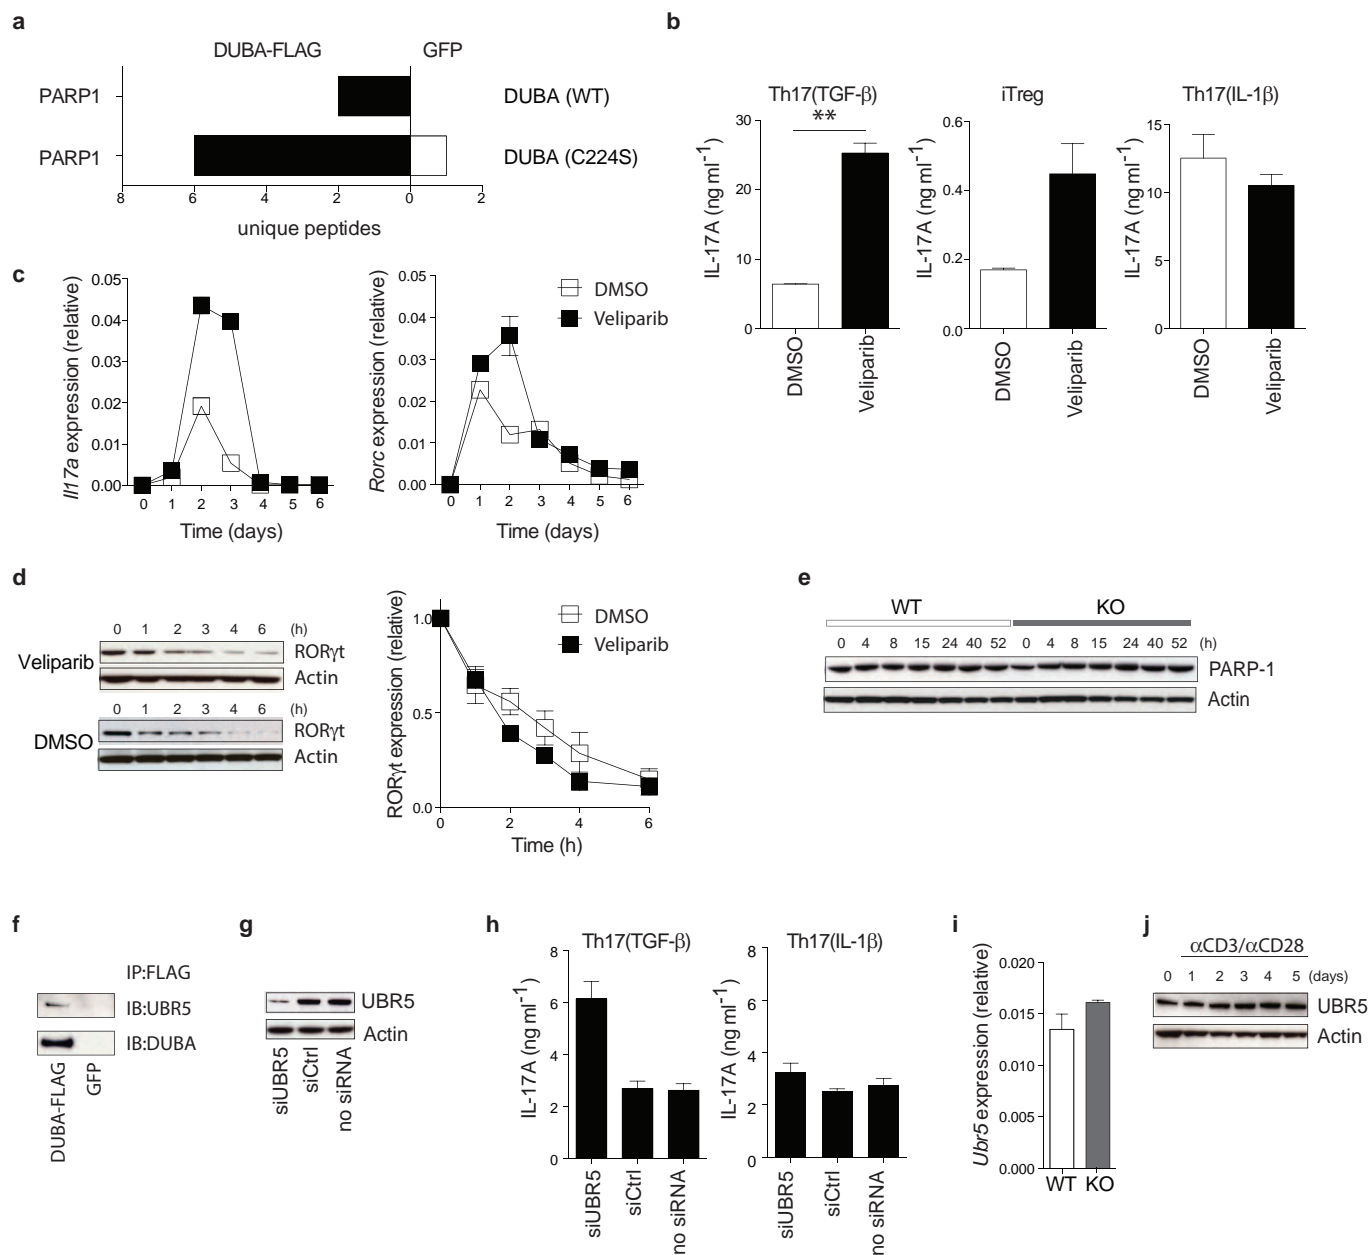 a
DUBA-FLAG GFP
PARP1 DUBA (WT)
PARP1 DUBA (C224S)
8 6 4 2 0 2
unique peptides
b
Th17(TGF-β) iTreg Th17(IL-1β)
IL-17A (ng ml⁻¹)
30
20
10
0
**
DMSO
Veliparib
IL-17A (ng ml⁻¹)
0.6
0.4
0.2
0.0
DMSO
Veliparib
IL-17A (ng ml⁻¹)
15
10
5
0
DMSO
Veliparib
c
Il17a expression (relative)
0.05
0.04
0.03
0.02
0.01
0.00
0 1 2 3 4 5 6
Time (days)
Rorc expression (relative)
0.05
0.04
0.03
0.02
0.01
0.00
0 1 2 3 4 5 6
Time (days)
DMSO
Veliparib
d
0 1 2 3 4 6 (h)
Veliparib
RORγt
Actin
0 1 2 3 4 6 (h)
DMSO
RORγt
Actin
RORγt expression (relative)
1.0
0.5
0.0
0 2 4 6
Time (h)
DMSO
Veliparib
e
WT KO
0 4 8 15 24 40 52 0 4 8 15 24 40 52 (h)
PARP-1
Actin
f
IP:FLAG
IB:UBR5
IB:DUBA
DUBA-FLAG
GFP
g
UBR5
Actin
siUBR5
siCtrl
no siRNA
h
Th17(TGF-β) Th17(IL-1β)
IL-17A (ng ml⁻¹)
8
6
4
2
0
siUBR5
siCtrl
no siRNA
IL-17A (ng ml⁻¹)
8
6
4
2
0
siUBR5
siCtrl
no siRNA
i
Ubr5 expression (relative)
0.020
0.015
0.010
0.005
0.000
WT KO
j
αCD3/αCD28
0 1 2 3 4 5 (days)
UBR5
Actin